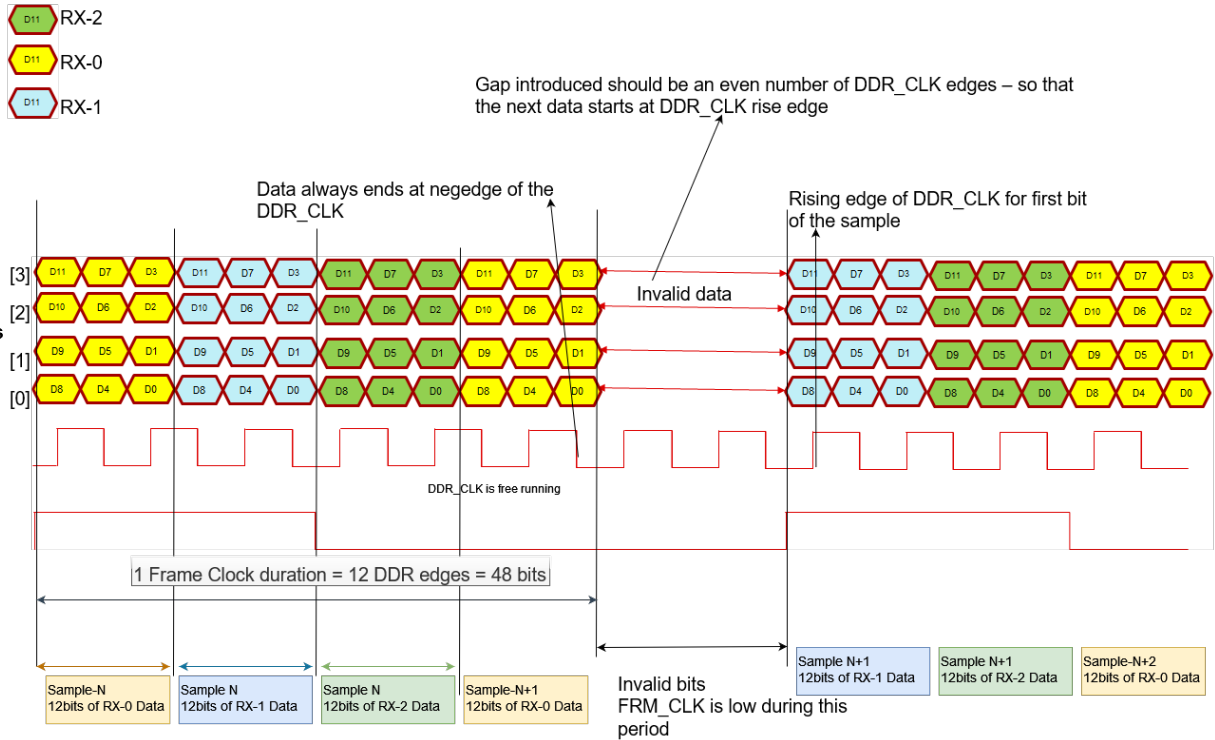 D11 RX-2
D11 RX-0
D11 RX-1
Gap introduced should be an even number of DDR_CLK edges – so that
the next data starts at DDR_CLK rise edge
Data always ends at negedge of the
DDR_CLK
Rising edge of DDR_CLK for first bit
of the sample
[3] D11 D7 D3 D11 D7 D3 D11 D7 D3 D11 D7 D3 D11 D7 D3 D11 D7 D3 D11 D7 D3
Invalid data
[2] D10 D6 D2 D10 D6 D2 D10 D6 D2 D10 D6 D2 D10 D6 D2 D10 D6 D2 D10 D6 D2
s
[1] D9 D5 D1 D9 D5 D1 D9 D5 D1 D9 D5 D1 D9 D5 D1 D9 D5 D1 D9 D5 D1
[0] D8 D4 D0 D8 D4 D0 D8 D4 D0 D8 D4 D0 D8 D4 D0 D8 D4 D0 D8 D4 D0
DDR_CLK is free running
1 Frame Clock duration = 12 DDR edges = 48 bits
Sample-N
12bits of RX-0 Data
Sample N
12bits of RX-1 Data
Sample N
12bits of RX-2 Data
Sample-N+1
12bits of RX-0 Data
Invalid bits
FRM_CLK is low during this
period
Sample N+1
12bits of RX-1 Data
Sample N+1
12bits of RX-2 Data
Sample-N+2
12bits of RX-0 Data